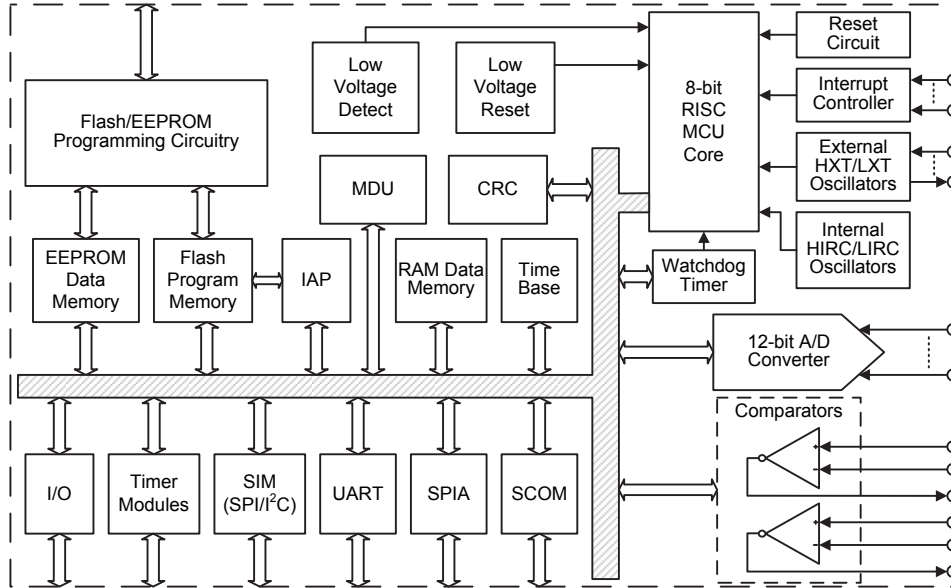 Flash/EEPROM
Programming Circuitry
Low
Voltage
Detect
Low
Voltage
Reset
8-bit
RISC
MCU
Core
Reset
Circuit
Interrupt
Controller
External
HXT/LXT
Oscillators
Internal
HIRC/LIRC
Oscillators
MDU
CRC
EEPROM
Data
Memory
Flash
Program
Memory
IAP
RAM Data
Memory
Time
Base
Watchdog
Timer
12-bit A/D
Converter
Comparators
+
-
+
-
I/O
Timer
Modules
SIM
(SPI/I²C)
UART
SPIA
SCOM